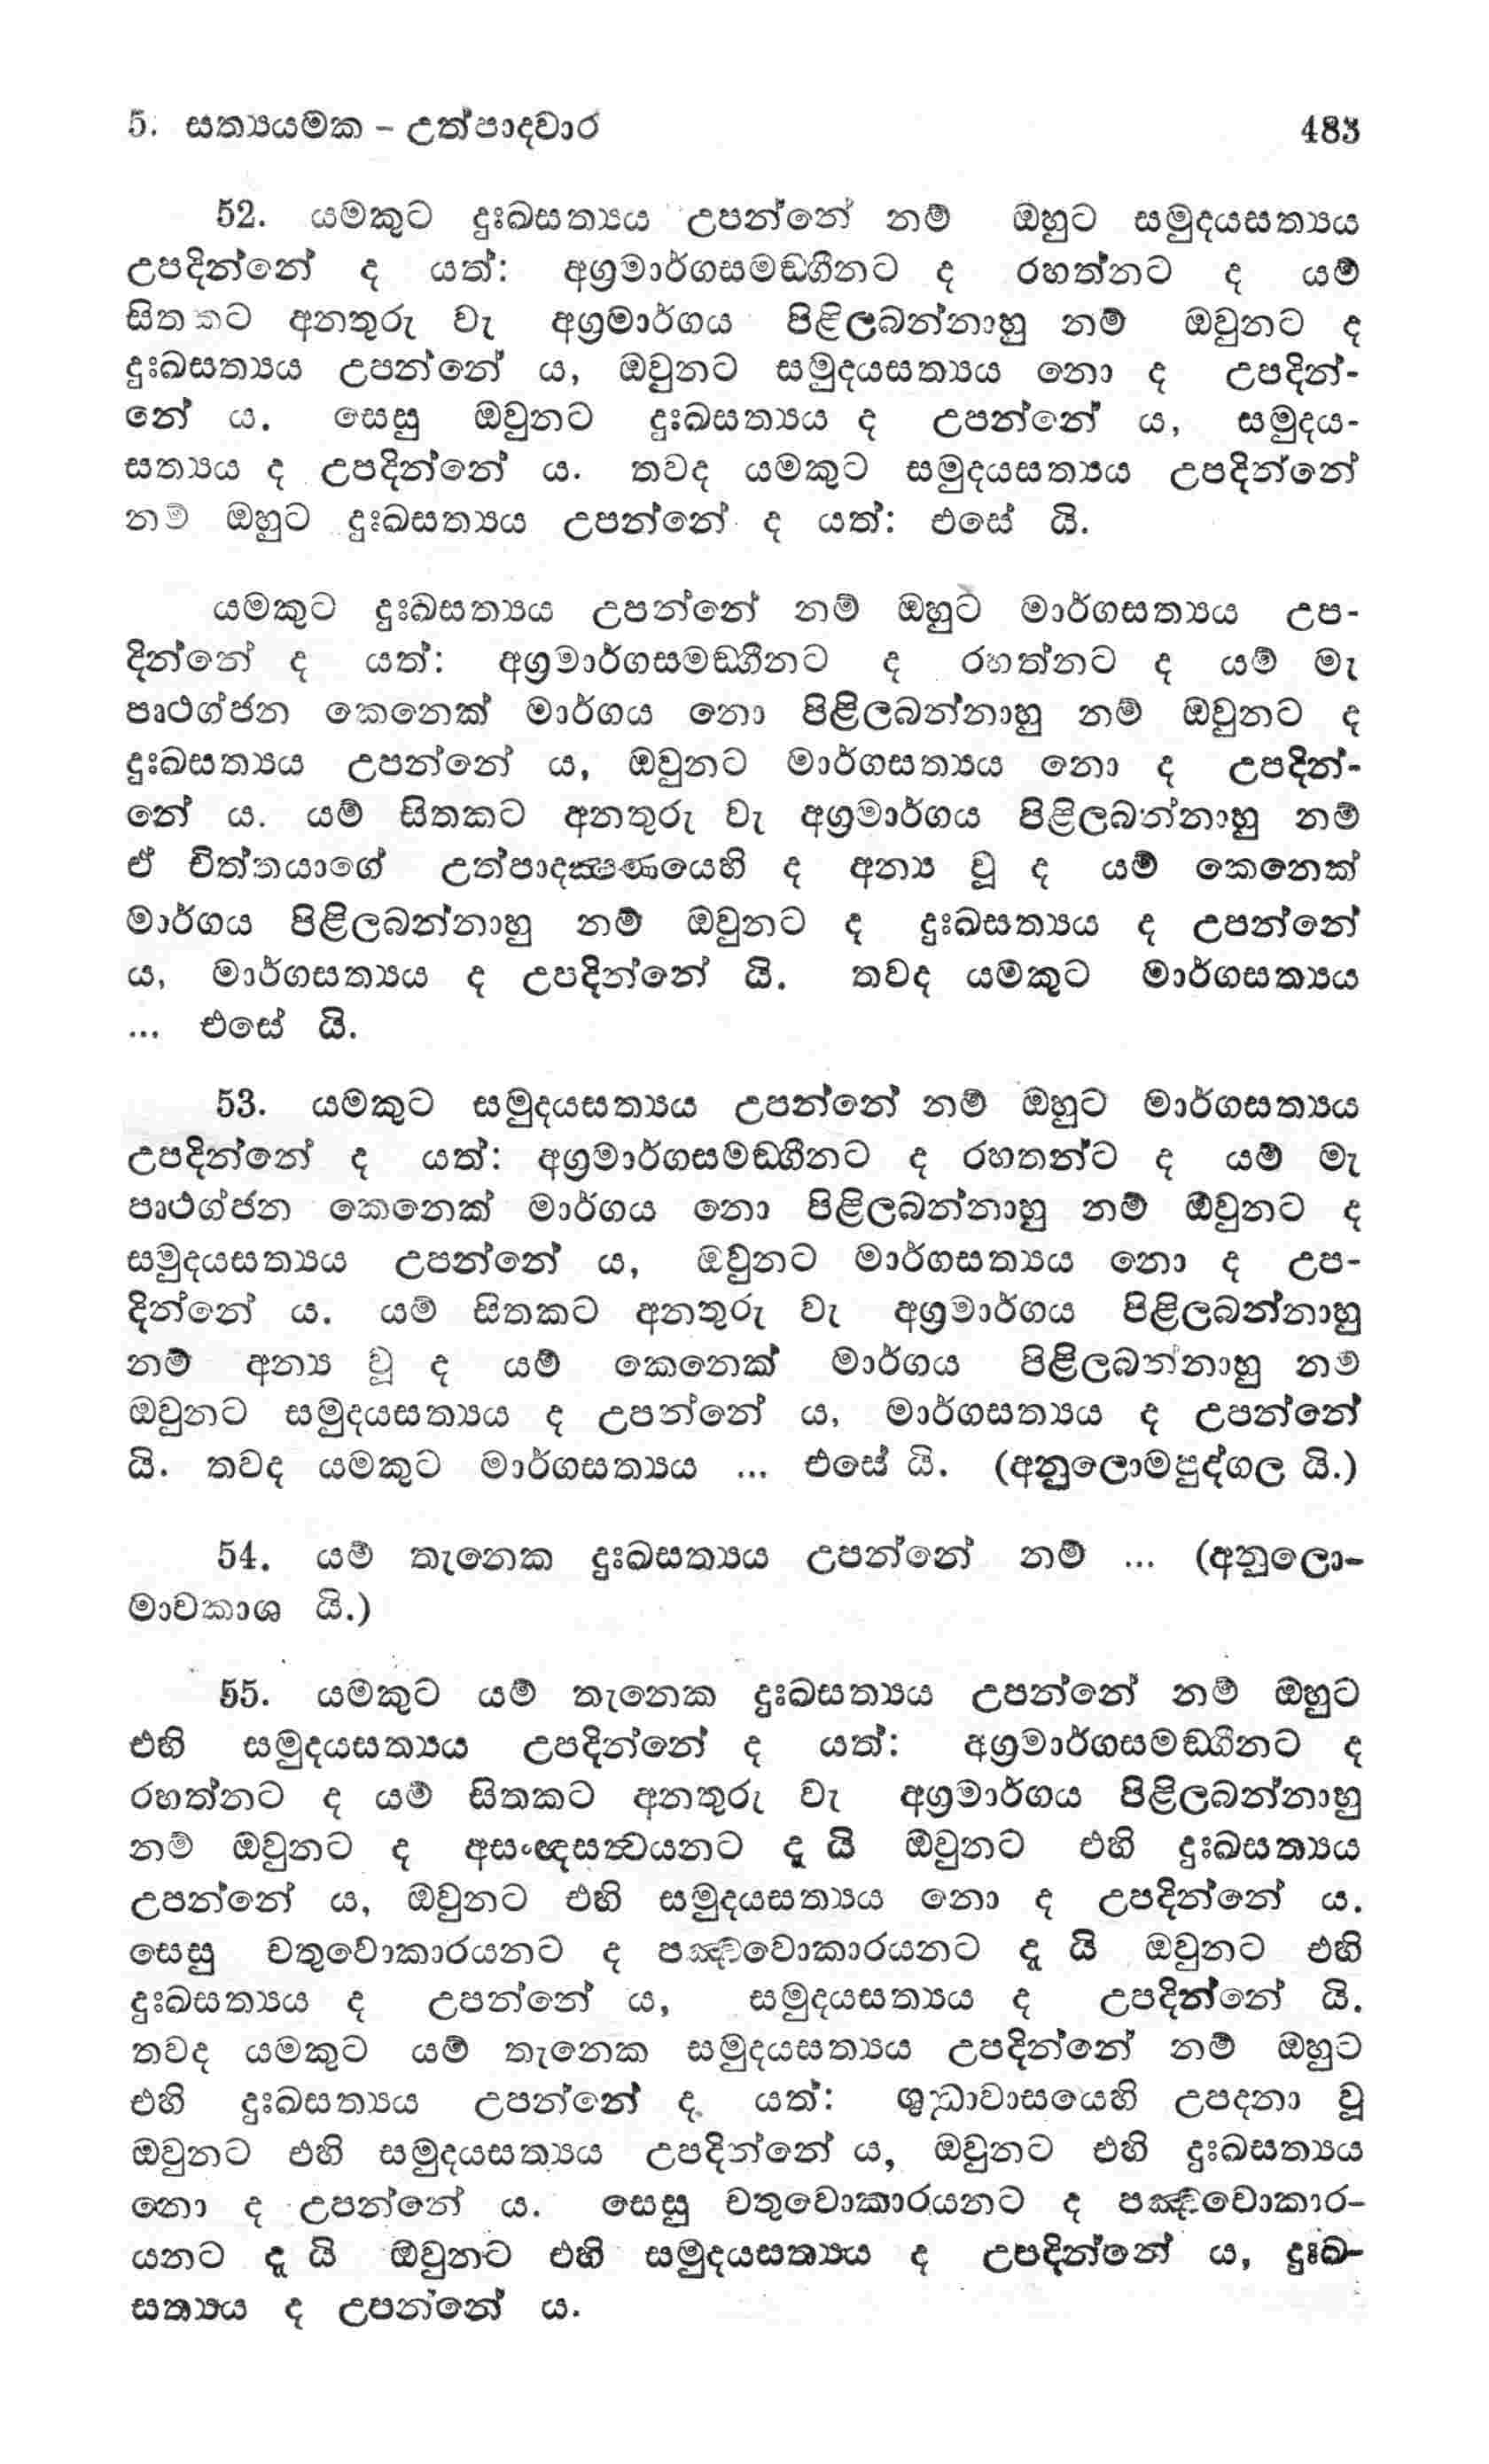 5. සත්‍යයමක - උත්පාදවාර 483
52. යමකුට දුඃඛසත්‍යය උපන්නේ නම් ඔහුට සමුදයසත්‍යය
උපදින්නේ ද යත්: අග්‍රමාර්ගසමඞ්ගීනට ද රහත්නට ද යම්
සිතකට අනතුරු වැ අග්‍රමාර්ගය පිළිලබන්නාහු නම් ඔවුනට ද
දුඃඛසත්‍යය උපන්නේ ය, ඔවුනට සමුදයසත්‍යය නො ද උපදින්-
නේ ය. සෙසු ඔවුනට දුඃඛසත්‍යය ද උපන්නේ ය, සමුදය-
සත්‍යය ද උපදින්නේ ය. තවද යමකුට සමුදයසත්‍යය උපදින්නේ
නම් ඔහුට දුඃඛසත්‍යය උපන්නේ ද යත්: එසේ යි.
යමකුට දුඃඛසත්‍යය උපන්නේ නම් ඔහුට මාර්ගසත්‍යය උප-
දින්නේ ද යත්: අග්‍රමාර්ගසමඞ්ගීනට ද රහත්නට ද යම් මැ
පෘථග්ජන කෙනෙක් මාර්ගය නො පිළිලබන්නාහු නම් ඔවුනට ද
දුඃඛසත්‍යය උපන්නේ ය, ඔවුනට මාර්ගසත්‍යය නො ද උපදින්-
නේ ය. යම් සිතකට අනතුරු වැ අග්‍රමාර්ගය පිළිලබන්නාහු නම්
ඒ චිත්තයාගේ උත්පාදක්‍ෂණයෙහි ද අන්‍ය වූ ද යම් කෙනෙක්
මාර්ගය පිළිලබන්නාහු නම් ඔවුනට ද දුඃඛසත්‍යය ද උපන්නේ
ය, මාර්ගසත්‍යය ද උපදින්නේ යි. තවද යමකුට මාර්ගසත්‍යය
... එසේ යි.
53. යමකුට සමුදයසත්‍යය උපන්නේ නම් ඔහුට මාර්ගසත්‍යය
උපදින්නේ ද යත්: අග්‍රමාර්ගසමඞ්ගීනට ද රහතන්ට ද යම් මැ
පෘථග්ජන කෙනෙක් මාර්ගය නො පිළිලබන්නාහු නම් ඔවුනට ද
සමුදයසත්‍යය උපන්නේ ය, ඔවුනට මාර්ගසත්‍යය නො ද උප-
දින්නේ ය. යම් සිතකට අනතුරු වැ අග්‍රමාර්ගය පිළිලබන්නාහු
නම් අන්‍ය වූ ද යම් කෙනෙක් මාර්ගය පිළිලබන්නාහු නම්
ඔවුනට සමුදයසත්‍යය ද උපන්නේ ය, මාර්ගසත්‍යය ද උපන්නේ
යි. තවද යමකුට මාර්ගසත්‍යය ... එසේ යි. (අනුලොමපුද්ගල යි.)
54. යම් තැනෙක දුඃඛසත්‍යය උපන්නේ නම් ... (අනුලො-
මාවකාශ යි.)
55. යමකුට යම් තැනෙක දුඃඛසත්‍යය උපන්නේ නම් ඔහුට
එහි සමුදයසත්‍යය උපදින්නේ ද යත්: අග්‍රමාර්ගසමඞ්ගීනට ද
රහත්නට ද යම් සිතකට අනතුරු වැ අග්‍රමාර්ගය පිළිලබන්නාහු
නම් ඔවුනට ද අසංඥසත්ත්‍වයනට ද‍ැ යි ඔවුනට එහි දුඃඛසත්‍යය
උපන්නේ ය, ඔවුනට එහි සමුදයසත්‍යය නො ද උපදින්නේ ය.
සෙසු චතුවොකාරයනට ද පඤ්චවොකාරයනට දැ යි ඔවුනට එහි
දුඃඛසත්‍යය ද උපන්නේ ය, සමුදයසත්‍යය ද උපදින්නේ යි.
තවද යමකුට යම් තැනෙක සමුදයසත්‍යය උපදින්නේ නම් ඔහුට
එහි දුඃඛසත්‍යය උපන්නේ ද යත්: ශුද්ධාවාසයෙහි උපදනා වූ
ඔවුනට එහි සමුදයසත්‍යය උපදින්නේ ය, ඔවුනට එහි දුඃඛසත්‍යය
නො ද උපන්නේ ය. සෙසු චතුවොකාරයනට ද පඤ්චවොකාර-
යනට දැ යි ඔවුනට එහි සමුදයසත්‍යය ද උපදින්නේ ය, දුඃඛ-
සත්‍යය ද උපන්නේ ය.